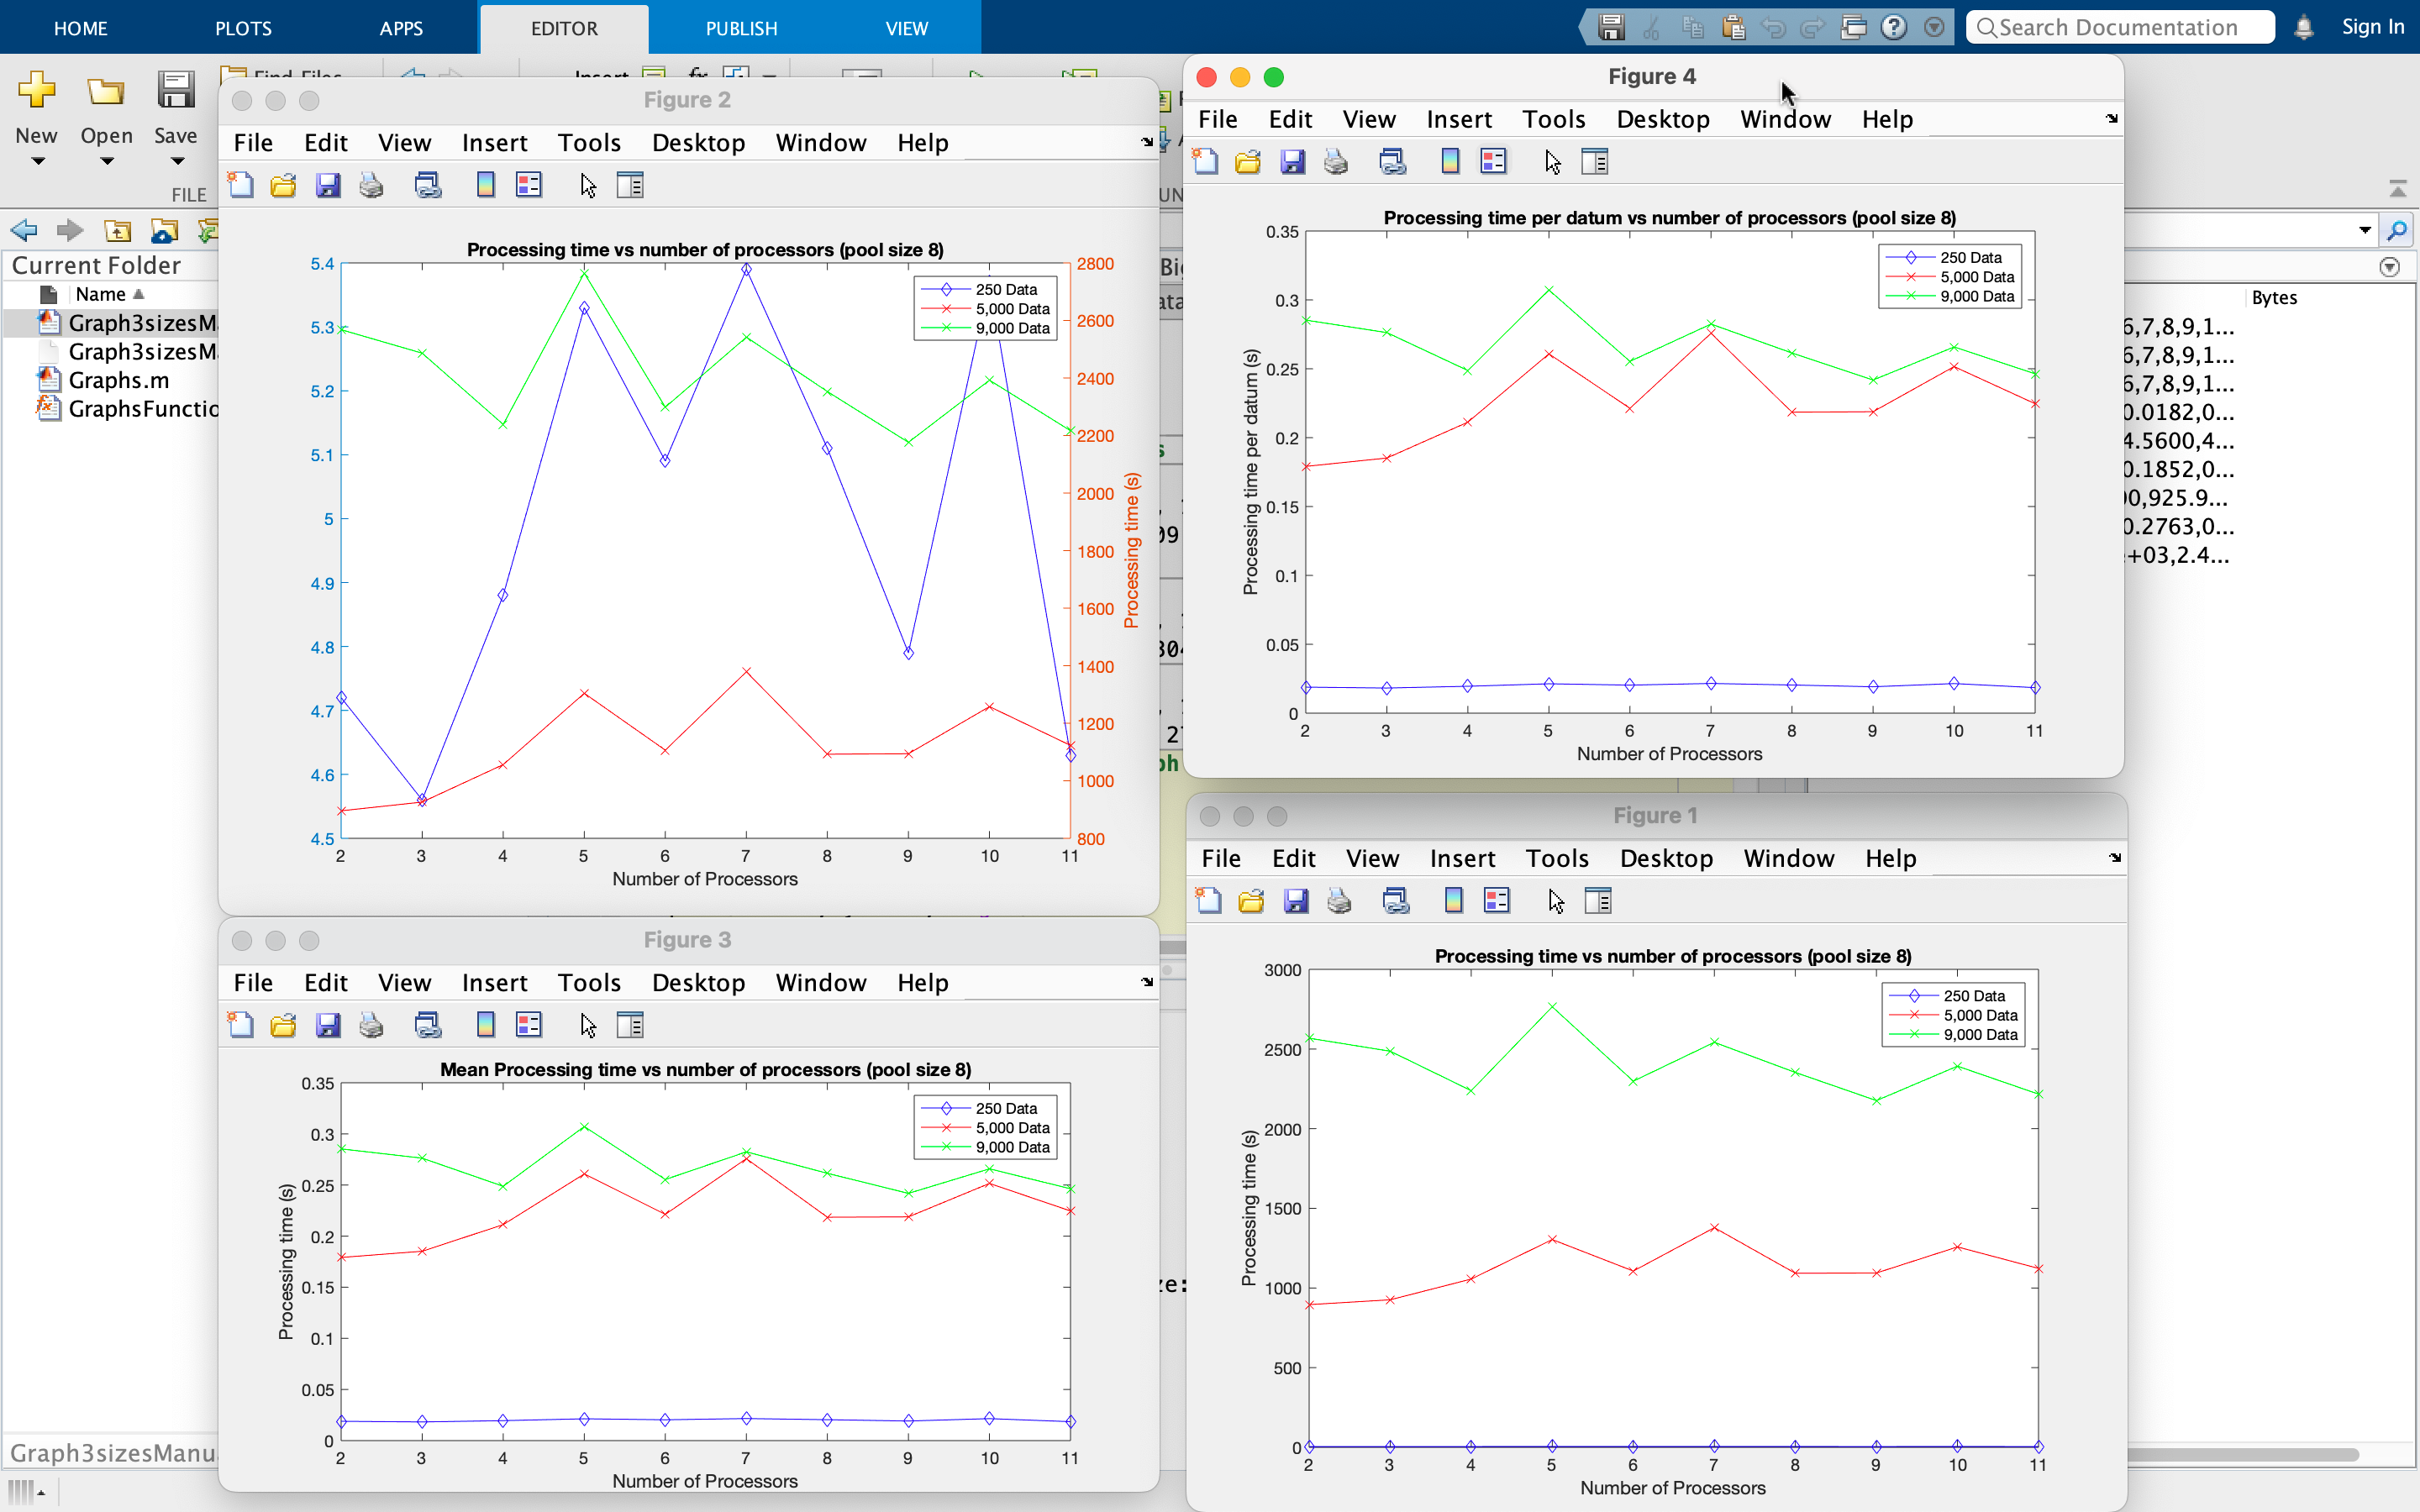 HOME PLOTS APPS EDITOR PUBLISH VIEW Search Documentation Sign In
New Open Save Find Files Insert
FILE
Current Folder
Name
Graph3sizesM
Graph3sizesM
Graphs.m
GraphsFunctio
Graph3sizesManu
Figure 2
File Edit View Insert Tools Desktop Window Help
Processing time vs number of processors (pool size 8)
250 Data
5,000 Data
9,000 Data
5.4
5.3
5.2
5.1
5
4.9
4.8
4.7
4.6
4.5
2800
2600
2400
2200
2000
1800
1600
1400
1200
1000
800
Processing time (s)
2 3 4 5 6 7 8 9 10 11
Number of Processors
Figure 4
File Edit View Insert Tools Desktop Window Help
Processing time per datum vs number of processors (pool size 8)
250 Data
5,000 Data
9,000 Data
0.35
0.3
0.25
0.2
0.15
0.1
0.05
0
Processing time per datum (s)
2 3 4 5 6 7 8 9 10 11
Number of Processors
Bytes
6,7,8,9,1...
6,7,8,9,1...
6,7,8,9,1...
0.0182,0...
4.5600,4...
0.1852,0...
00,925.9...
0.2763,0...
+03,2.4...
Figure 3
File Edit View Insert Tools Desktop Window Help
Mean Processing time vs number of processors (pool size 8)
250 Data
5,000 Data
9,000 Data
0.35
0.3
0.25
0.2
0.15
0.1
0.05
0
Processing time (s)
2 3 4 5 6 7 8 9 10 11
Number of Processors
Figure 1
File Edit View Insert Tools Desktop Window Help
Processing time vs number of processors (pool size 8)
250 Data
5,000 Data
9,000 Data
3000
2500
2000
1500
1000
500
0
Processing time (s)
2 3 4 5 6 7 8 9 10 11
Number of Processors